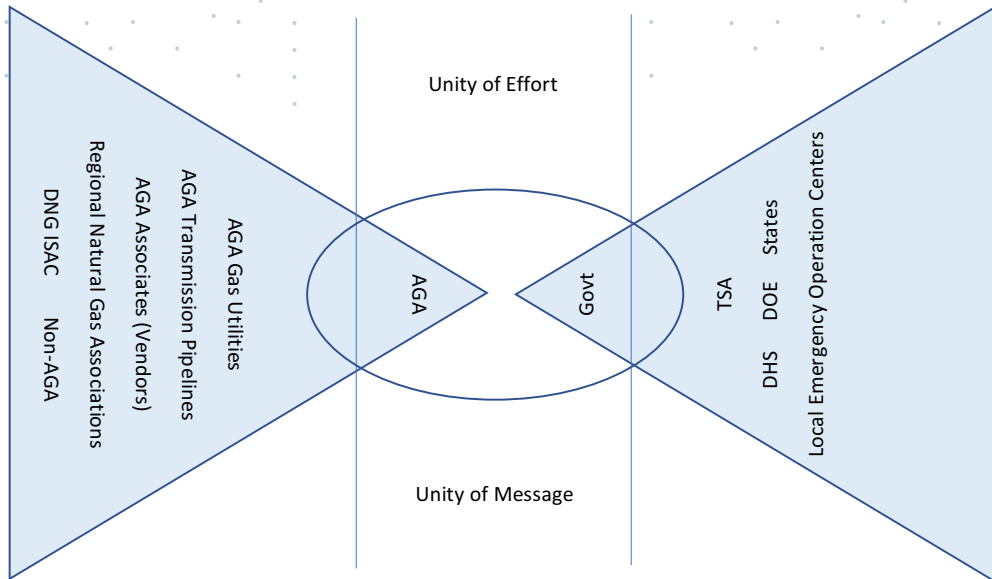 Unity of Effort
DNG ISAC Non-AGA
Regional Natural Gas Associations
AGA Associates (Vendors)
AGA Transmission Pipelines
AGA Gas Utilities
AGA
Govt
TSA
DHS DOE States
Local Emergency Operation Centers
Unity of Message